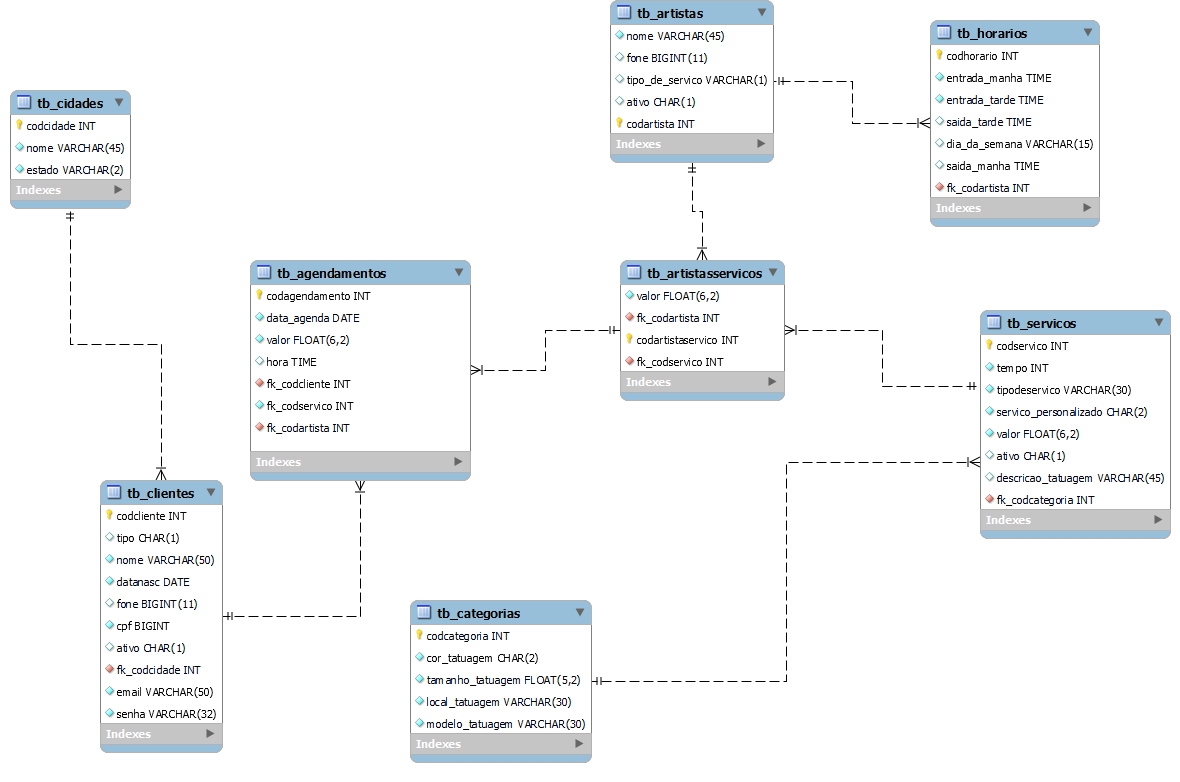 tb_artistas
nome VARCHAR(45)
fone BIGINT(11)
tipo_de_servico VARCHAR(1)
ativo CHAR(1)
codartista INT
Indexes
tb_horarios
codhorario INT
entrada_manha TIME
entrada_tarde TIME
saida_tarde TIME
dia_da_semana VARCHAR(15)
saida_manha TIME
fk_codartista INT
Indexes
tb_cidades
codcidade INT
nome VARCHAR(45)
estado VARCHAR(2)
Indexes
tb_agendamentos
codagendamento INT
data_agenda DATE
valor FLOAT(6,2)
hora TIME
fk_codcliente INT
fk_codservico INT
fk_codartista INT
Indexes
tb_artistasservicos
valor FLOAT(6,2)
fk_codartista INT
codartistaservico INT
fk_codservico INT
Indexes
tb_servicos
codservico INT
tempo INT
tipodeservico VARCHAR(30)
servico_personalizado CHAR(2)
valor FLOAT(6,2)
ativo CHAR(1)
descricao_tatuagem VARCHAR(45)
fk_codcategoria INT
Indexes
tb_clientes
codcliente INT
tipo CHAR(1)
nome VARCHAR(50)
datanasc DATE
fone BIGINT(11)
cpf BIGINT
ativo CHAR(1)
fk_codcidade INT
email VARCHAR(50)
senha VARCHAR(32)
Indexes
tb_categorias
codcategoria INT
cor_tatuagem CHAR(2)
tamanho_tatuagem FLOAT(5,2)
local_tatuagem VARCHAR(30)
modelo_tatuagem VARCHAR(30)
Indexes